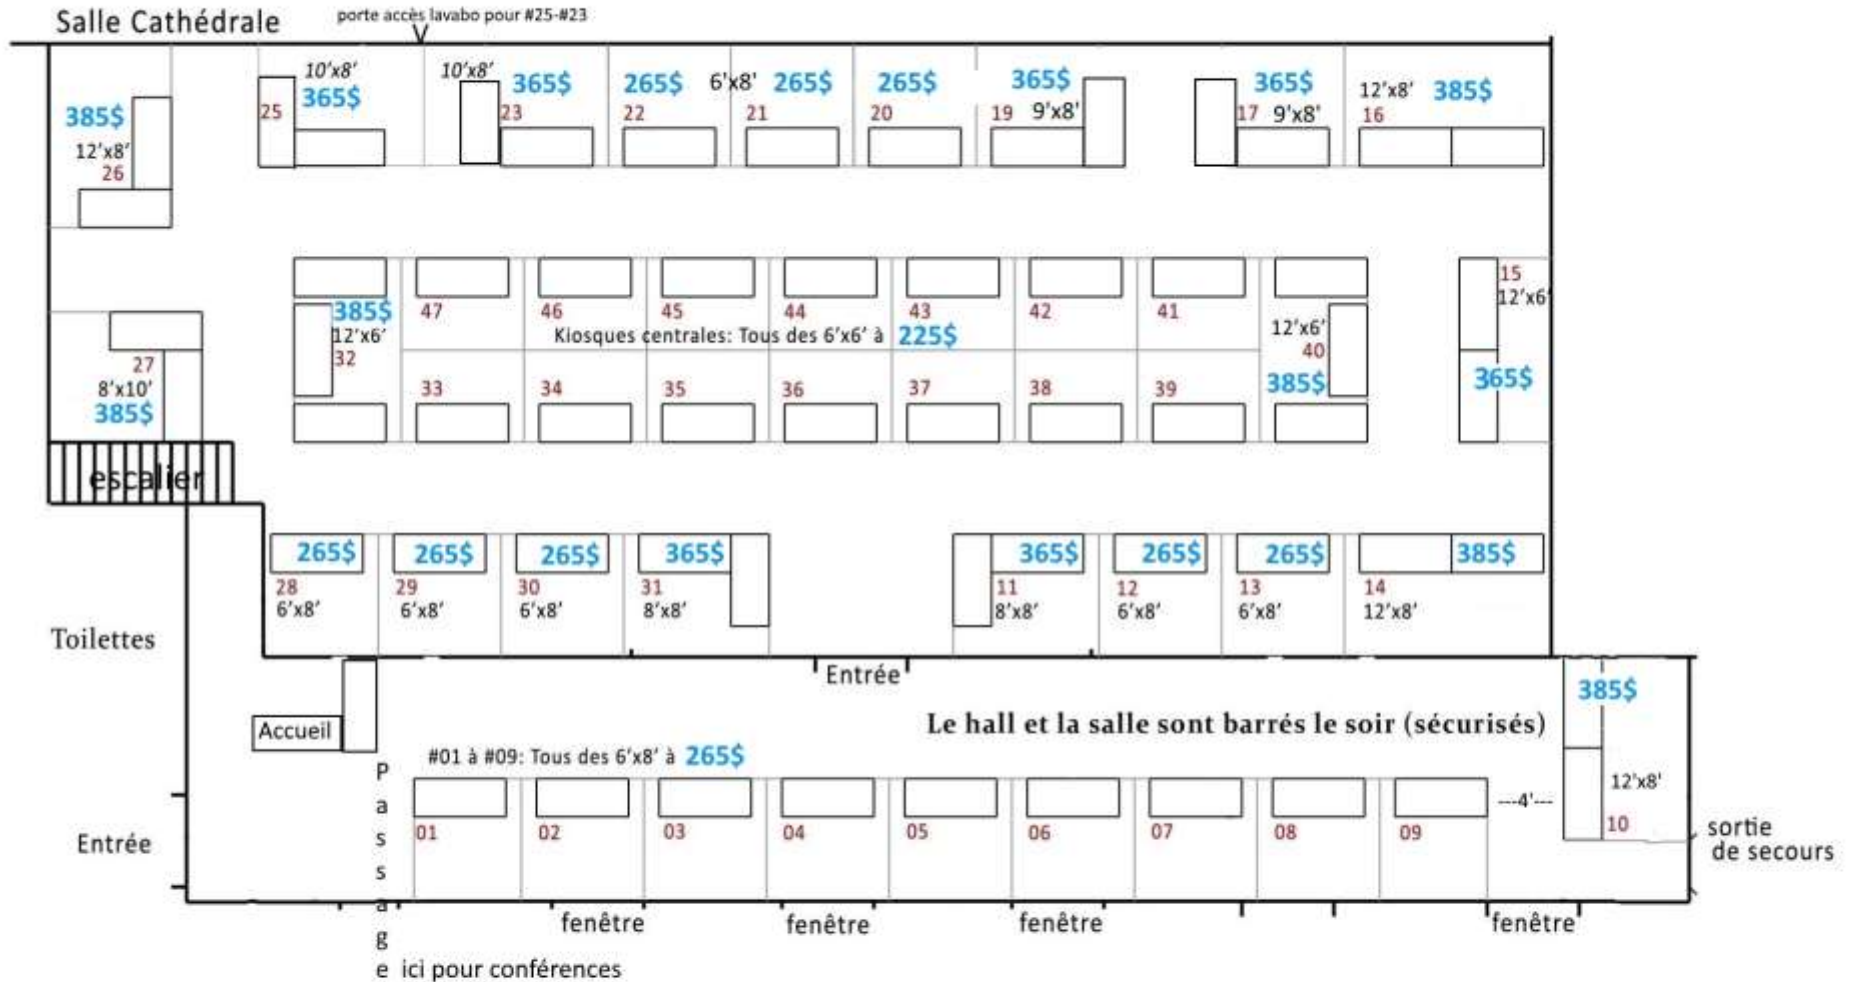 Salle Cathédrale
porte accès lavabo pour #25-#23
385$
12'x8'
26
10'x8'
365$
25
10'x8'
365$
23
265$
22
6'x8'
265$
21
265$
20
365$
19 9'x8'
365$
17 9'x8'
12'x8' 385$
16
27
8'x10'
385$
escalier
385$
12'x6'
32
47
46
45
44
43
42
41
Kiosques centrales: Tous des 6'x6' à 225$
33
34
35
36
37
38
39
12'x6'
40
385$
15
12'x6'
365$
265$
28
6'x8'
265$
29
6'x8'
265$
30
6'x8'
365$
31
8'x8'
365$
11
8'x8'
265$
12
6'x8'
265$
13
6'x8'
385$
14
12'x8'
Toilettes
Entrée
Accueil
Le hall et la salle sont barrés le soir (sécurisés)
385$
12'x8'
10
#01 à #09: Tous des 6'x8' à 265$
Passage ici pour conférences
01
02
03
04
05
06
07
08
09
---4'---
Entrée
sortie
de secours
fenêtre
fenêtre
fenêtre
fenêtre